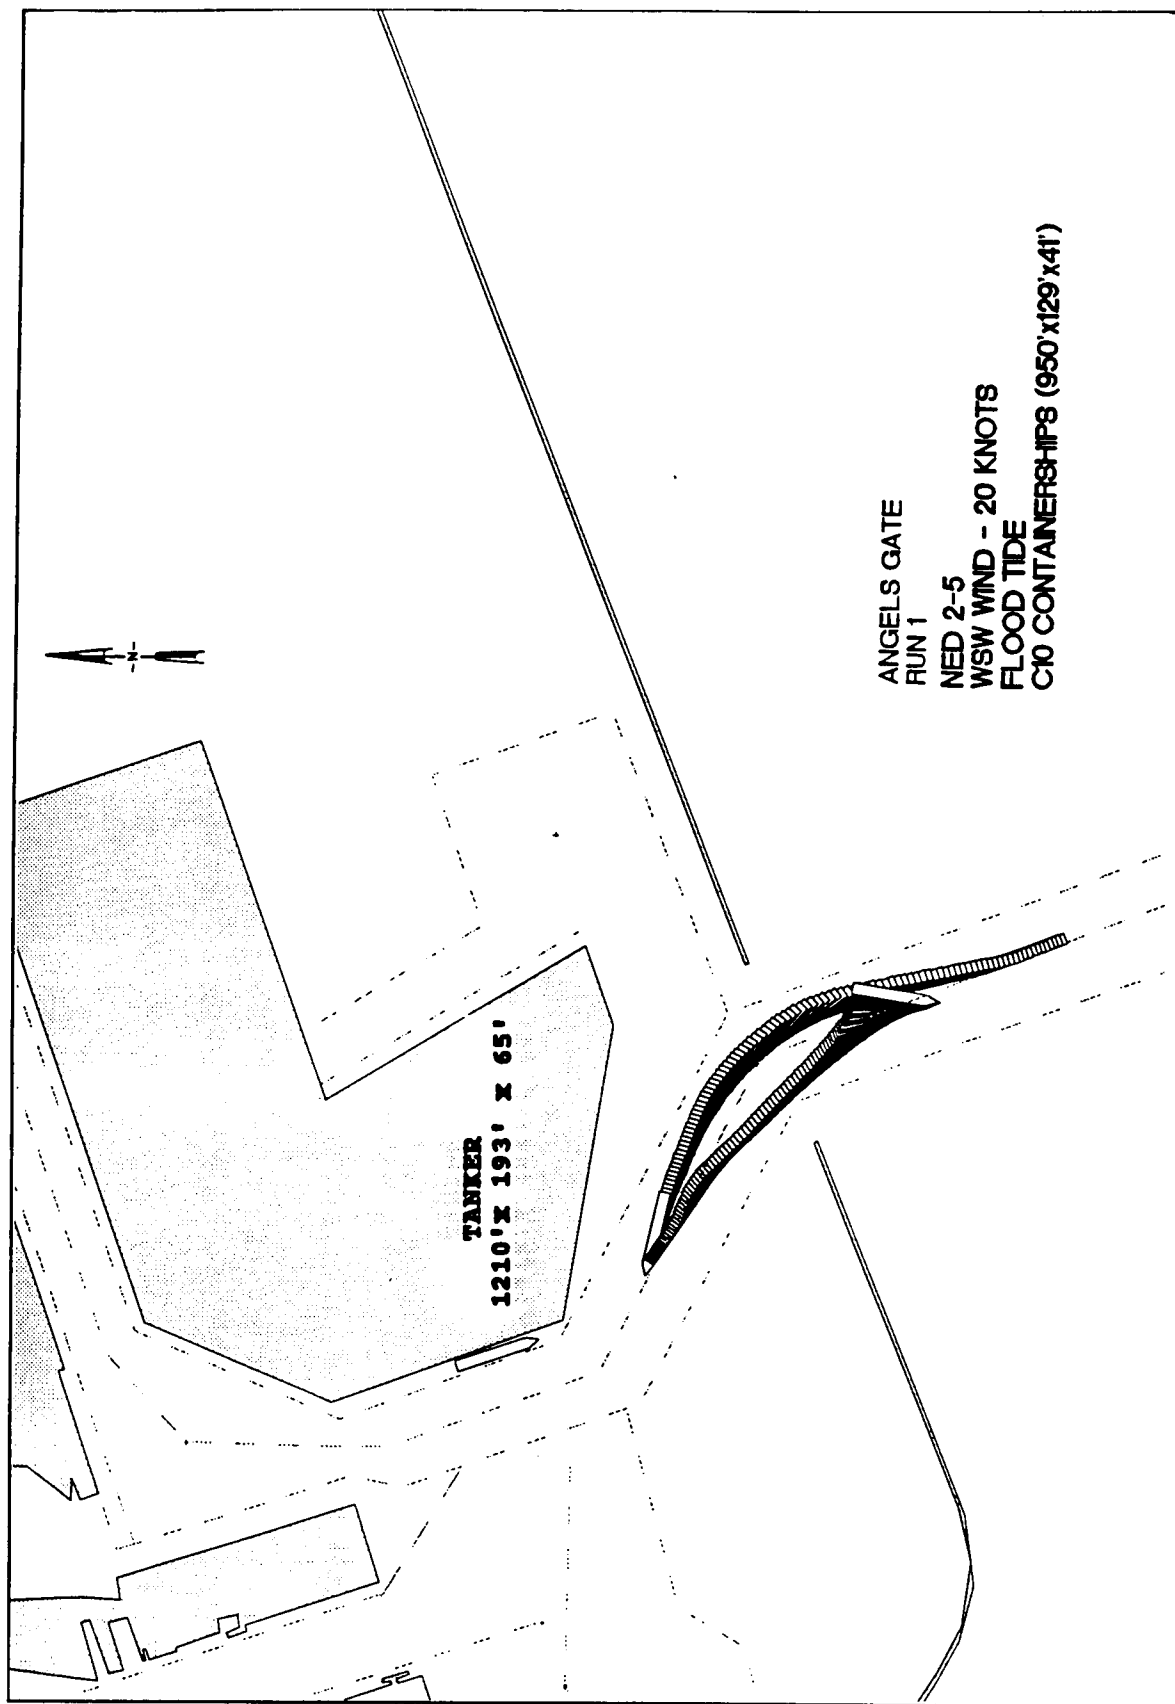 N
TANKER
1210'X 193' X 65'
ANGELS GATE
RUN 1
NED 2-5
WSW WIND - 20 KNOTS
FLOOD TIDE
C10 CONTAINERSHIPS (950'x129'x41')